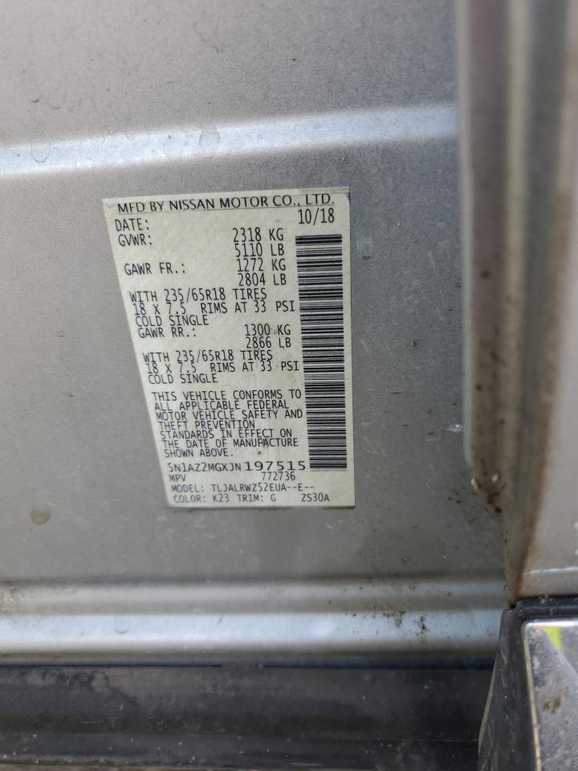 MFD BY NISSAN MOTOR CO., LTD.
DATE: 10/18
GVWR: 2318 KG
5110 LB
GAWR FR.: 1272 KG
2804 LB
WITH 235/65R18 TIRES
18 X 7.5 RIMS AT 33 PSI
COLD SINGLE
GAWR RR.: 1300 KG
2866 LB
WITH 235/65R18 TIRES
18 X 7.5 RIMS AT 33 PSI
COLD SINGLE
THIS VEHICLE CONFORMS TO
ALL APPLICABLE FEDERAL
MOTOR VEHICLE SAFETY AND
THEFT PREVENTION
STANDARDS IN EFFECT ON
THE DATE OF MANUFACTURE
SHOWN ABOVE.
5N1AZ2MGXJN197515
MPV 772736
MODEL: TLJALRWZ52EUA--E--
COLOR: K23 TRIM: G ZS30A